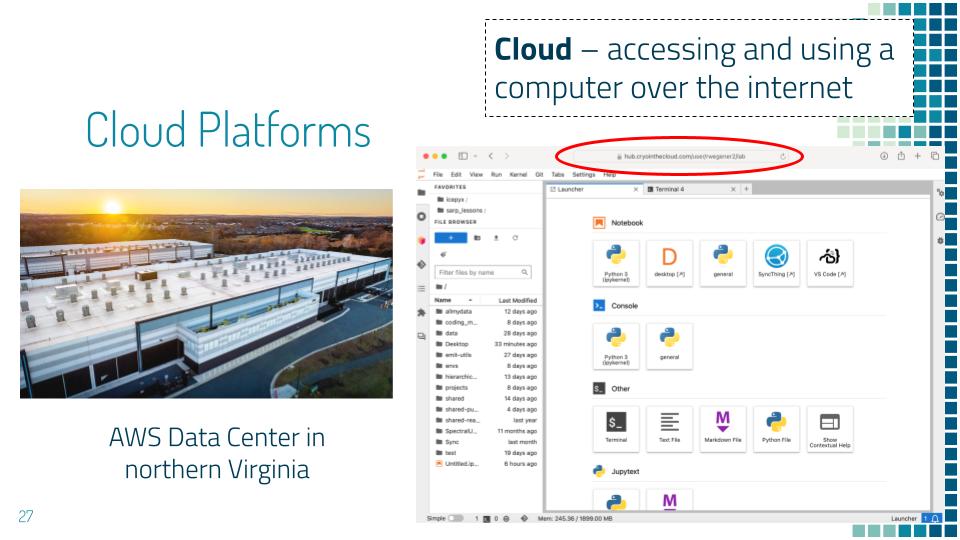 Cloud – accessing and using a
computer over the internet
Cloud Platforms
AWS Data Center in
northern Virginia
27
hub.cryointhecloud.com/user/rwegener2/lab
File Edit View Run Kernel Git Tabs Settings Help
FAVORITES
icepyx /
sarp_lessons /
FILE BROWSER
+
Filter files by name
/
Name Last Modified
allmydata 12 days ago
coding_m... 8 days ago
data 28 days ago
Desktop 33 minutes ago
emit-utils 27 days ago
envs 8 days ago
hierarchic... 13 days ago
projects 8 days ago
shared 14 days ago
shared-pu... 4 days ago
shared-rea... last year
SpectralU... 11 months ago
Sync last month
test 19 days ago
Untitled.ip... 6 hours ago
Launcher
Terminal 4
Notebook
Python 3
(ipykernel)
desktop [↗]
general
SyncThing [↗]
VS Code [↗]
Console
Python 3
(ipykernel)
general
Other
Terminal
Text File
Markdown File
Python File
Show
Contextual Help
Jupytext
Simple 1 0 Mem: 245.36 / 1899.00 MB Launcher 1